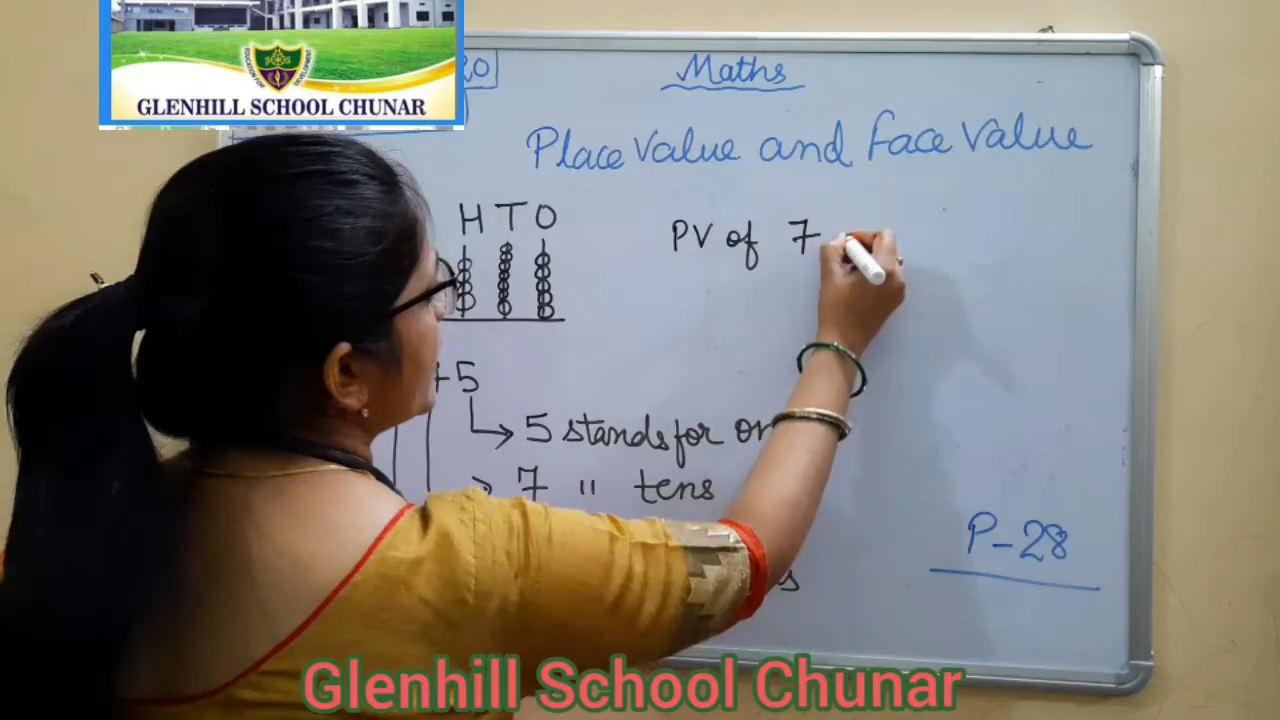 GLENHILL SCHOOL CHUNAR
20
Maths
Place Value and Face Value
H T O
PV of 7
+5
5 stands for
7 " tens
P-28
Glenhill School Chunar